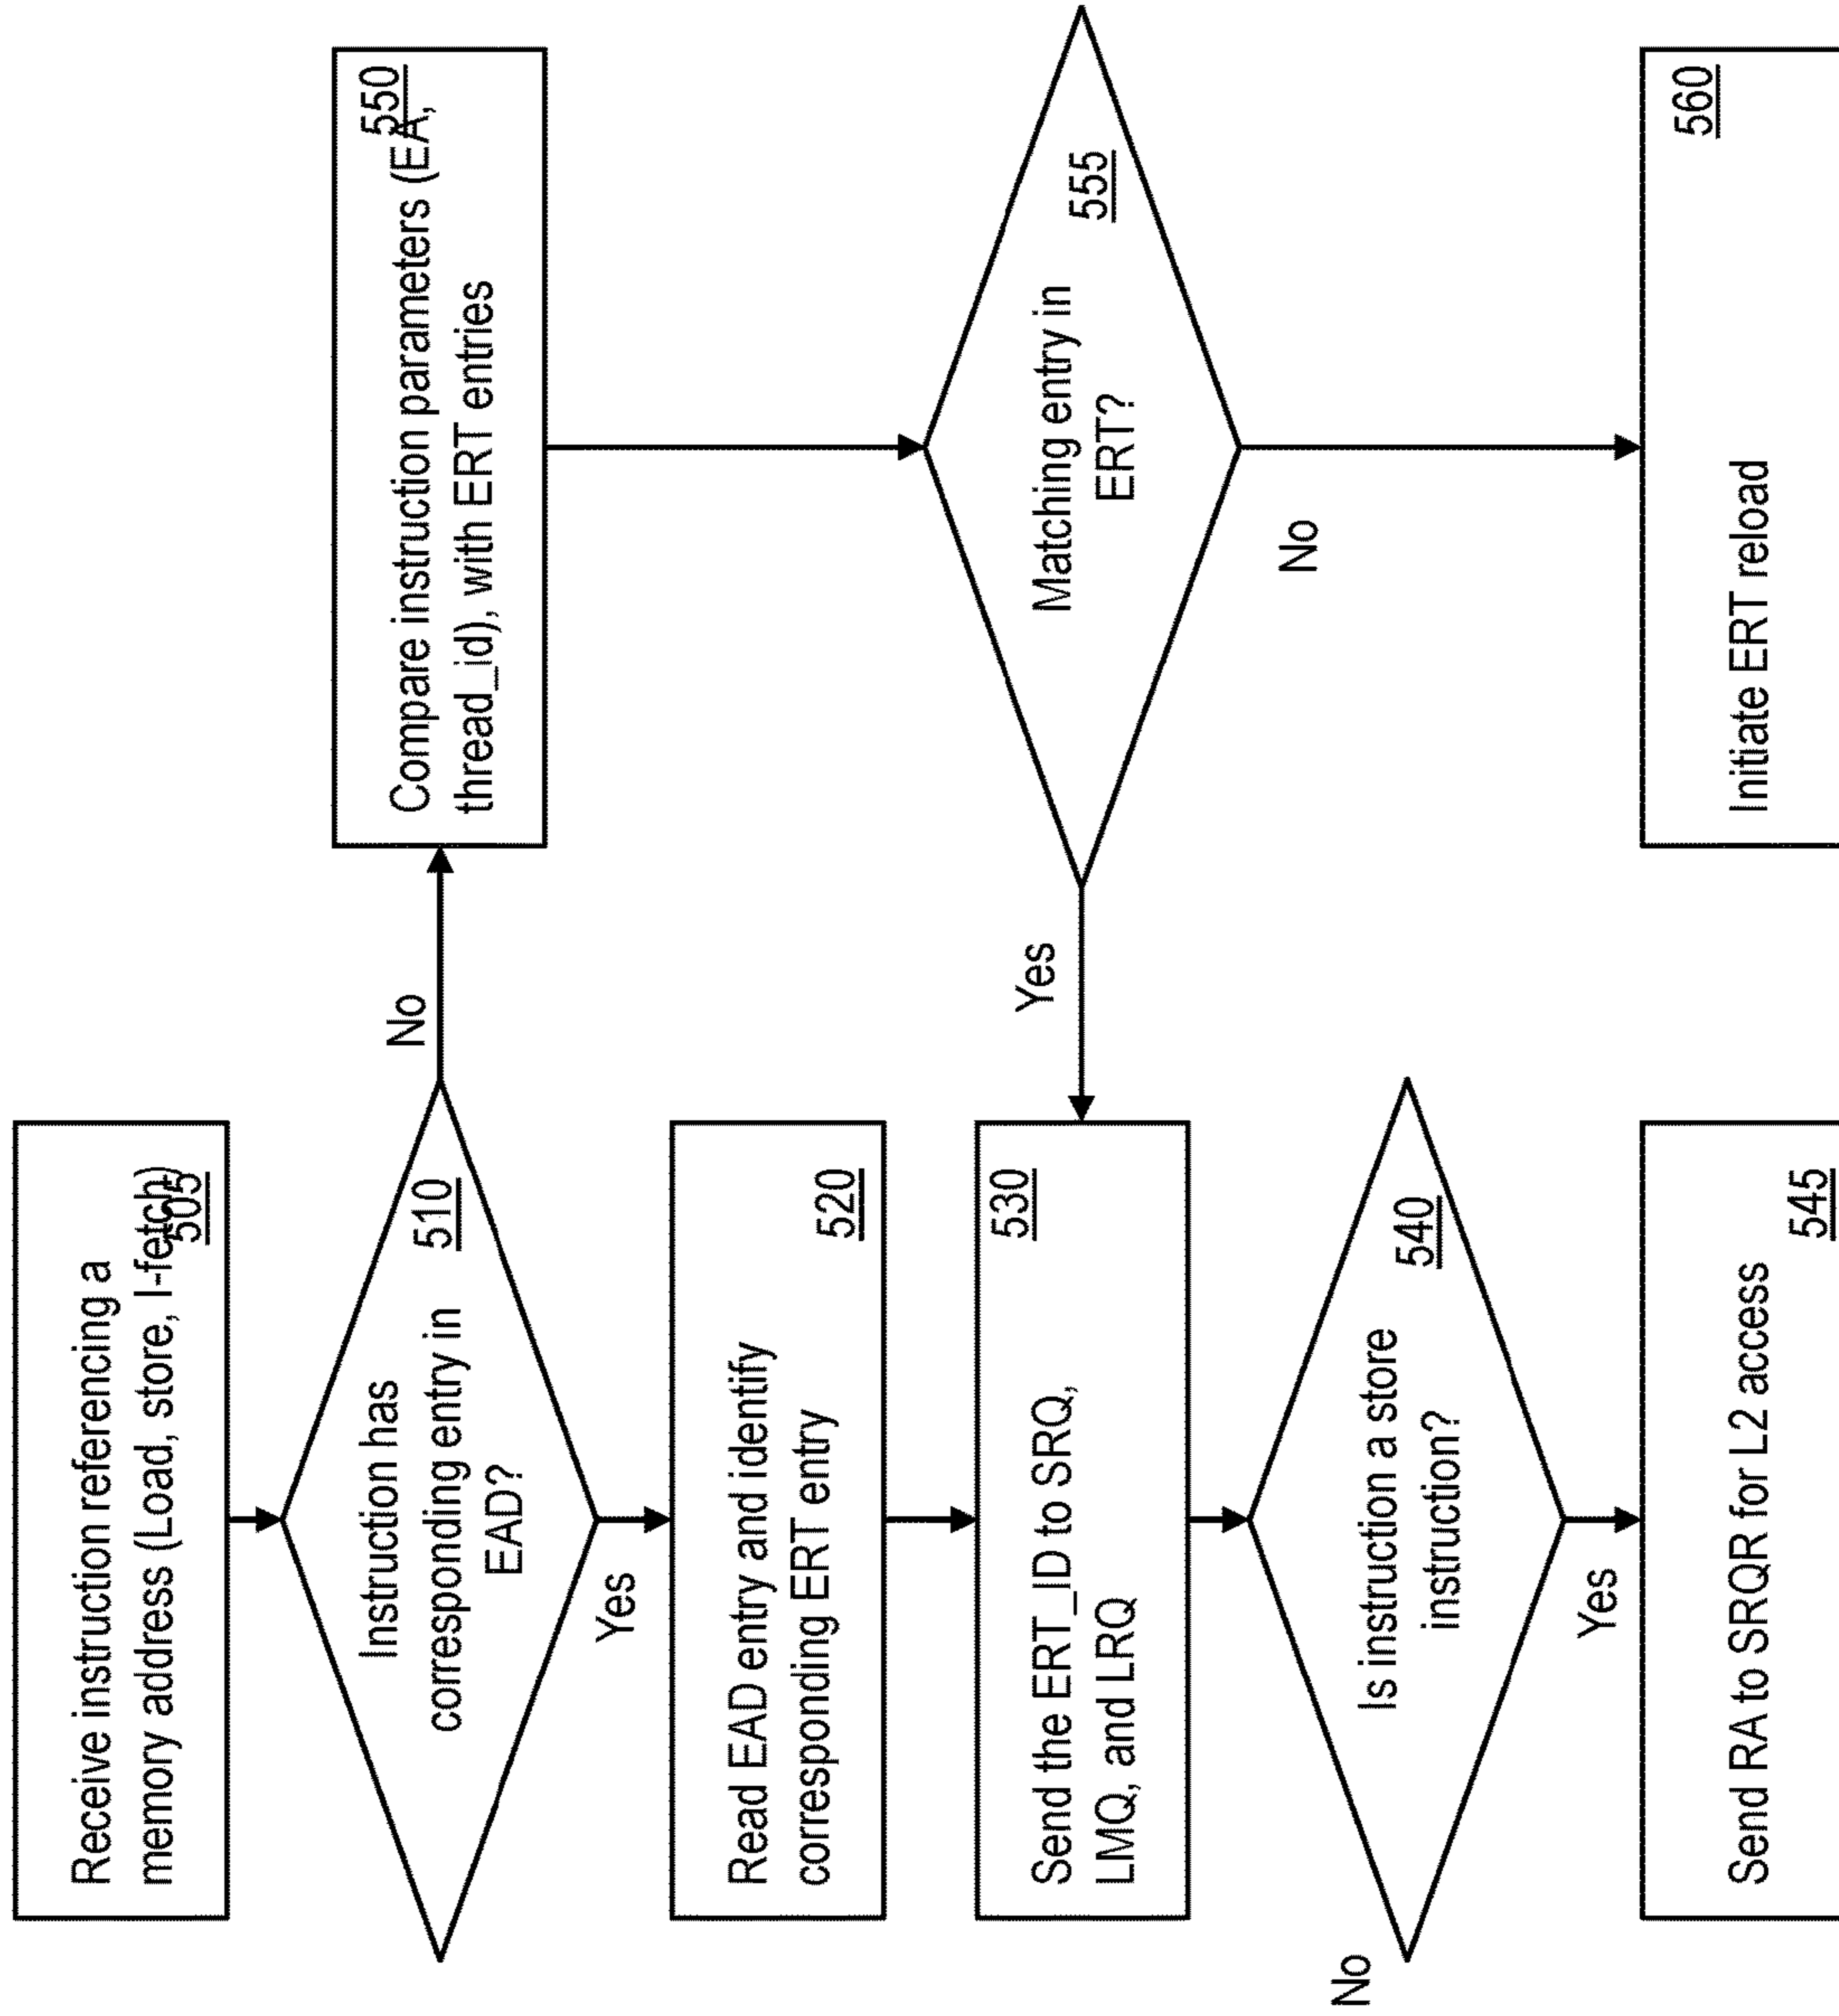 Receive instruction referencing a
memory address (Load, store, I-fetch)
505
Instruction has
corresponding entry in
EAD?
510
No
Yes
Read EAD entry and identify
corresponding ERT entry
520
Send the ERT_ID to SRQ,
LMQ, and LRQ
530
Is instruction a store
instruction?
540
No
Yes
Send RA to SRQR for L2 access
545
550
Compare instruction parameters (EA,
thread_id), with ERT entries
Matching entry in
ERT?
555
Yes
No
560
Initiate ERT reload